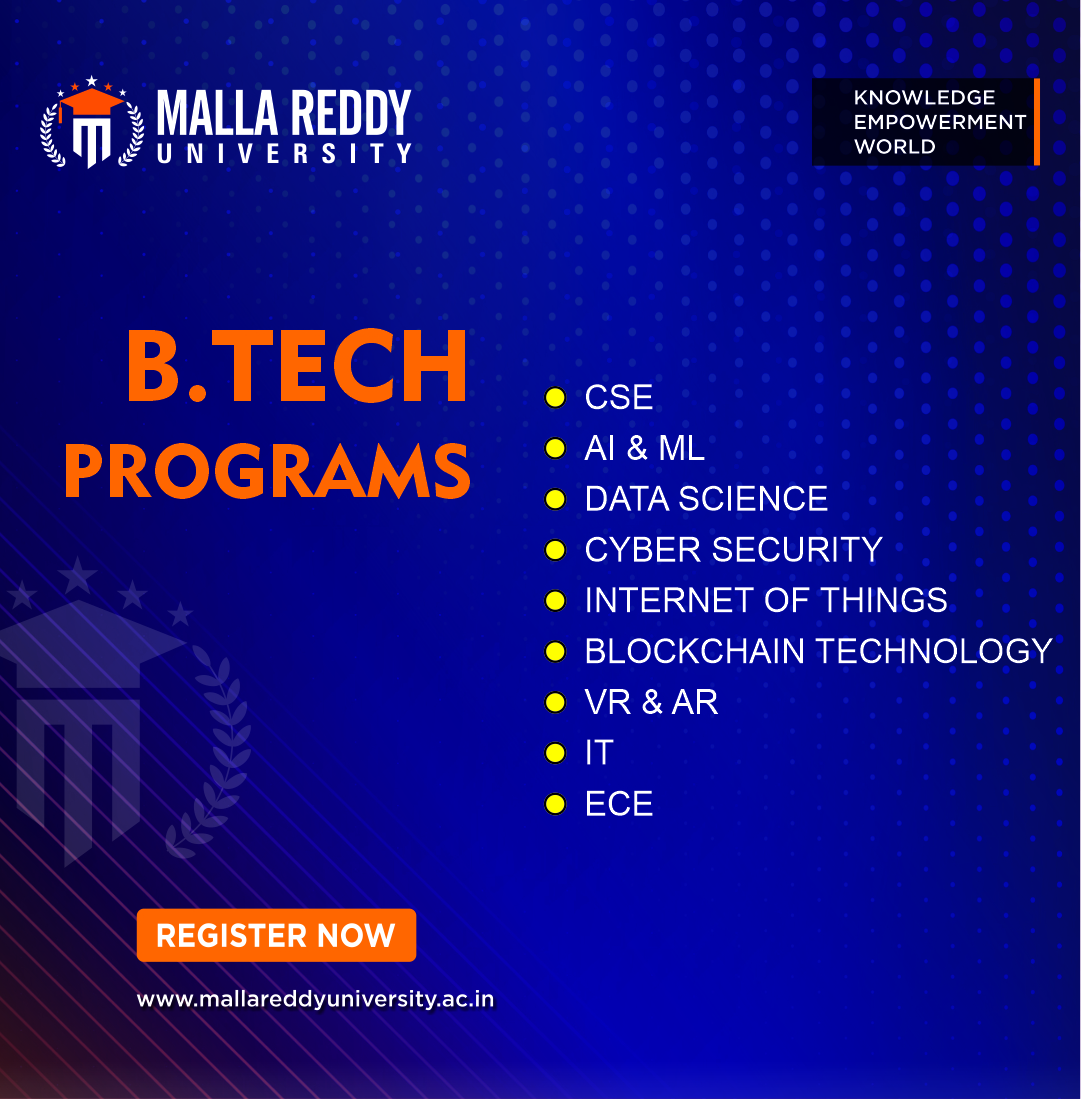 MALLA REDDY
UNIVERSITY
KNOWLEDGE
EMPOWERMENT
WORLD
B.TECH
PROGRAMS
CSE
AI & ML
DATA SCIENCE
CYBER SECURITY
INTERNET OF THINGS
BLOCKCHAIN TECHNOLOGY
VR & AR
IT
ECE
REGISTER NOW
www.mallareddyuniversity.ac.in